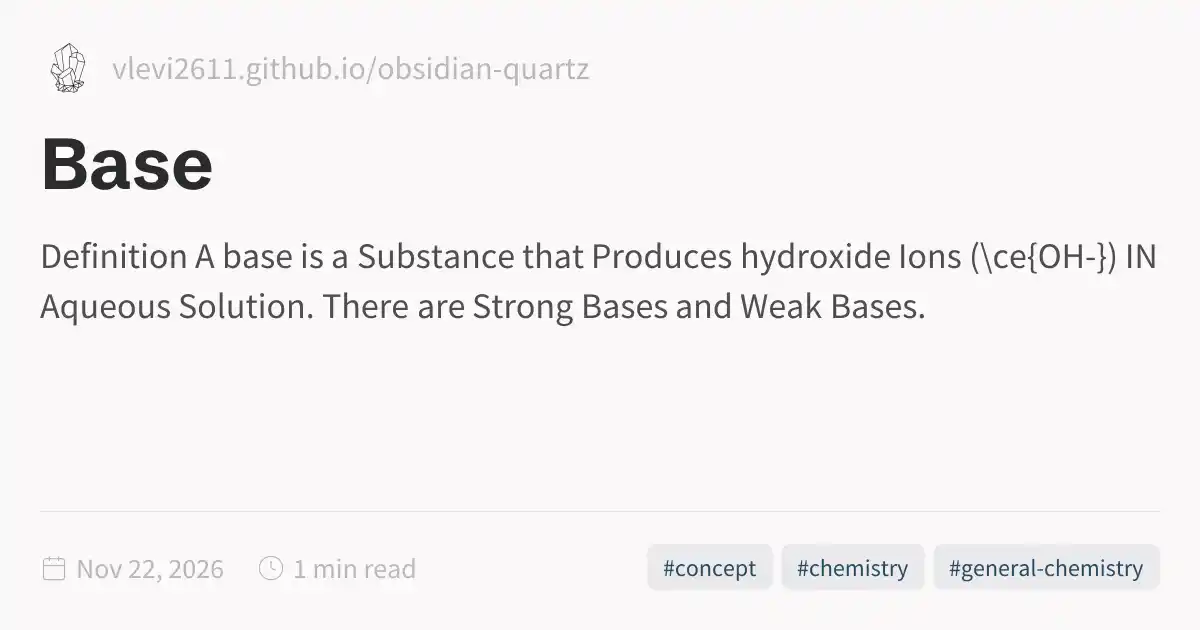 vlevi2611.github.io/obsidian-quartz
Base
Definition A base is a Substance that Produces hydroxide Ions (\ce{OH-}) IN
Aqueous Solution. There are Strong Bases and Weak Bases.
Nov 22, 2026 1 min read #concept #chemistry #general-chemistry